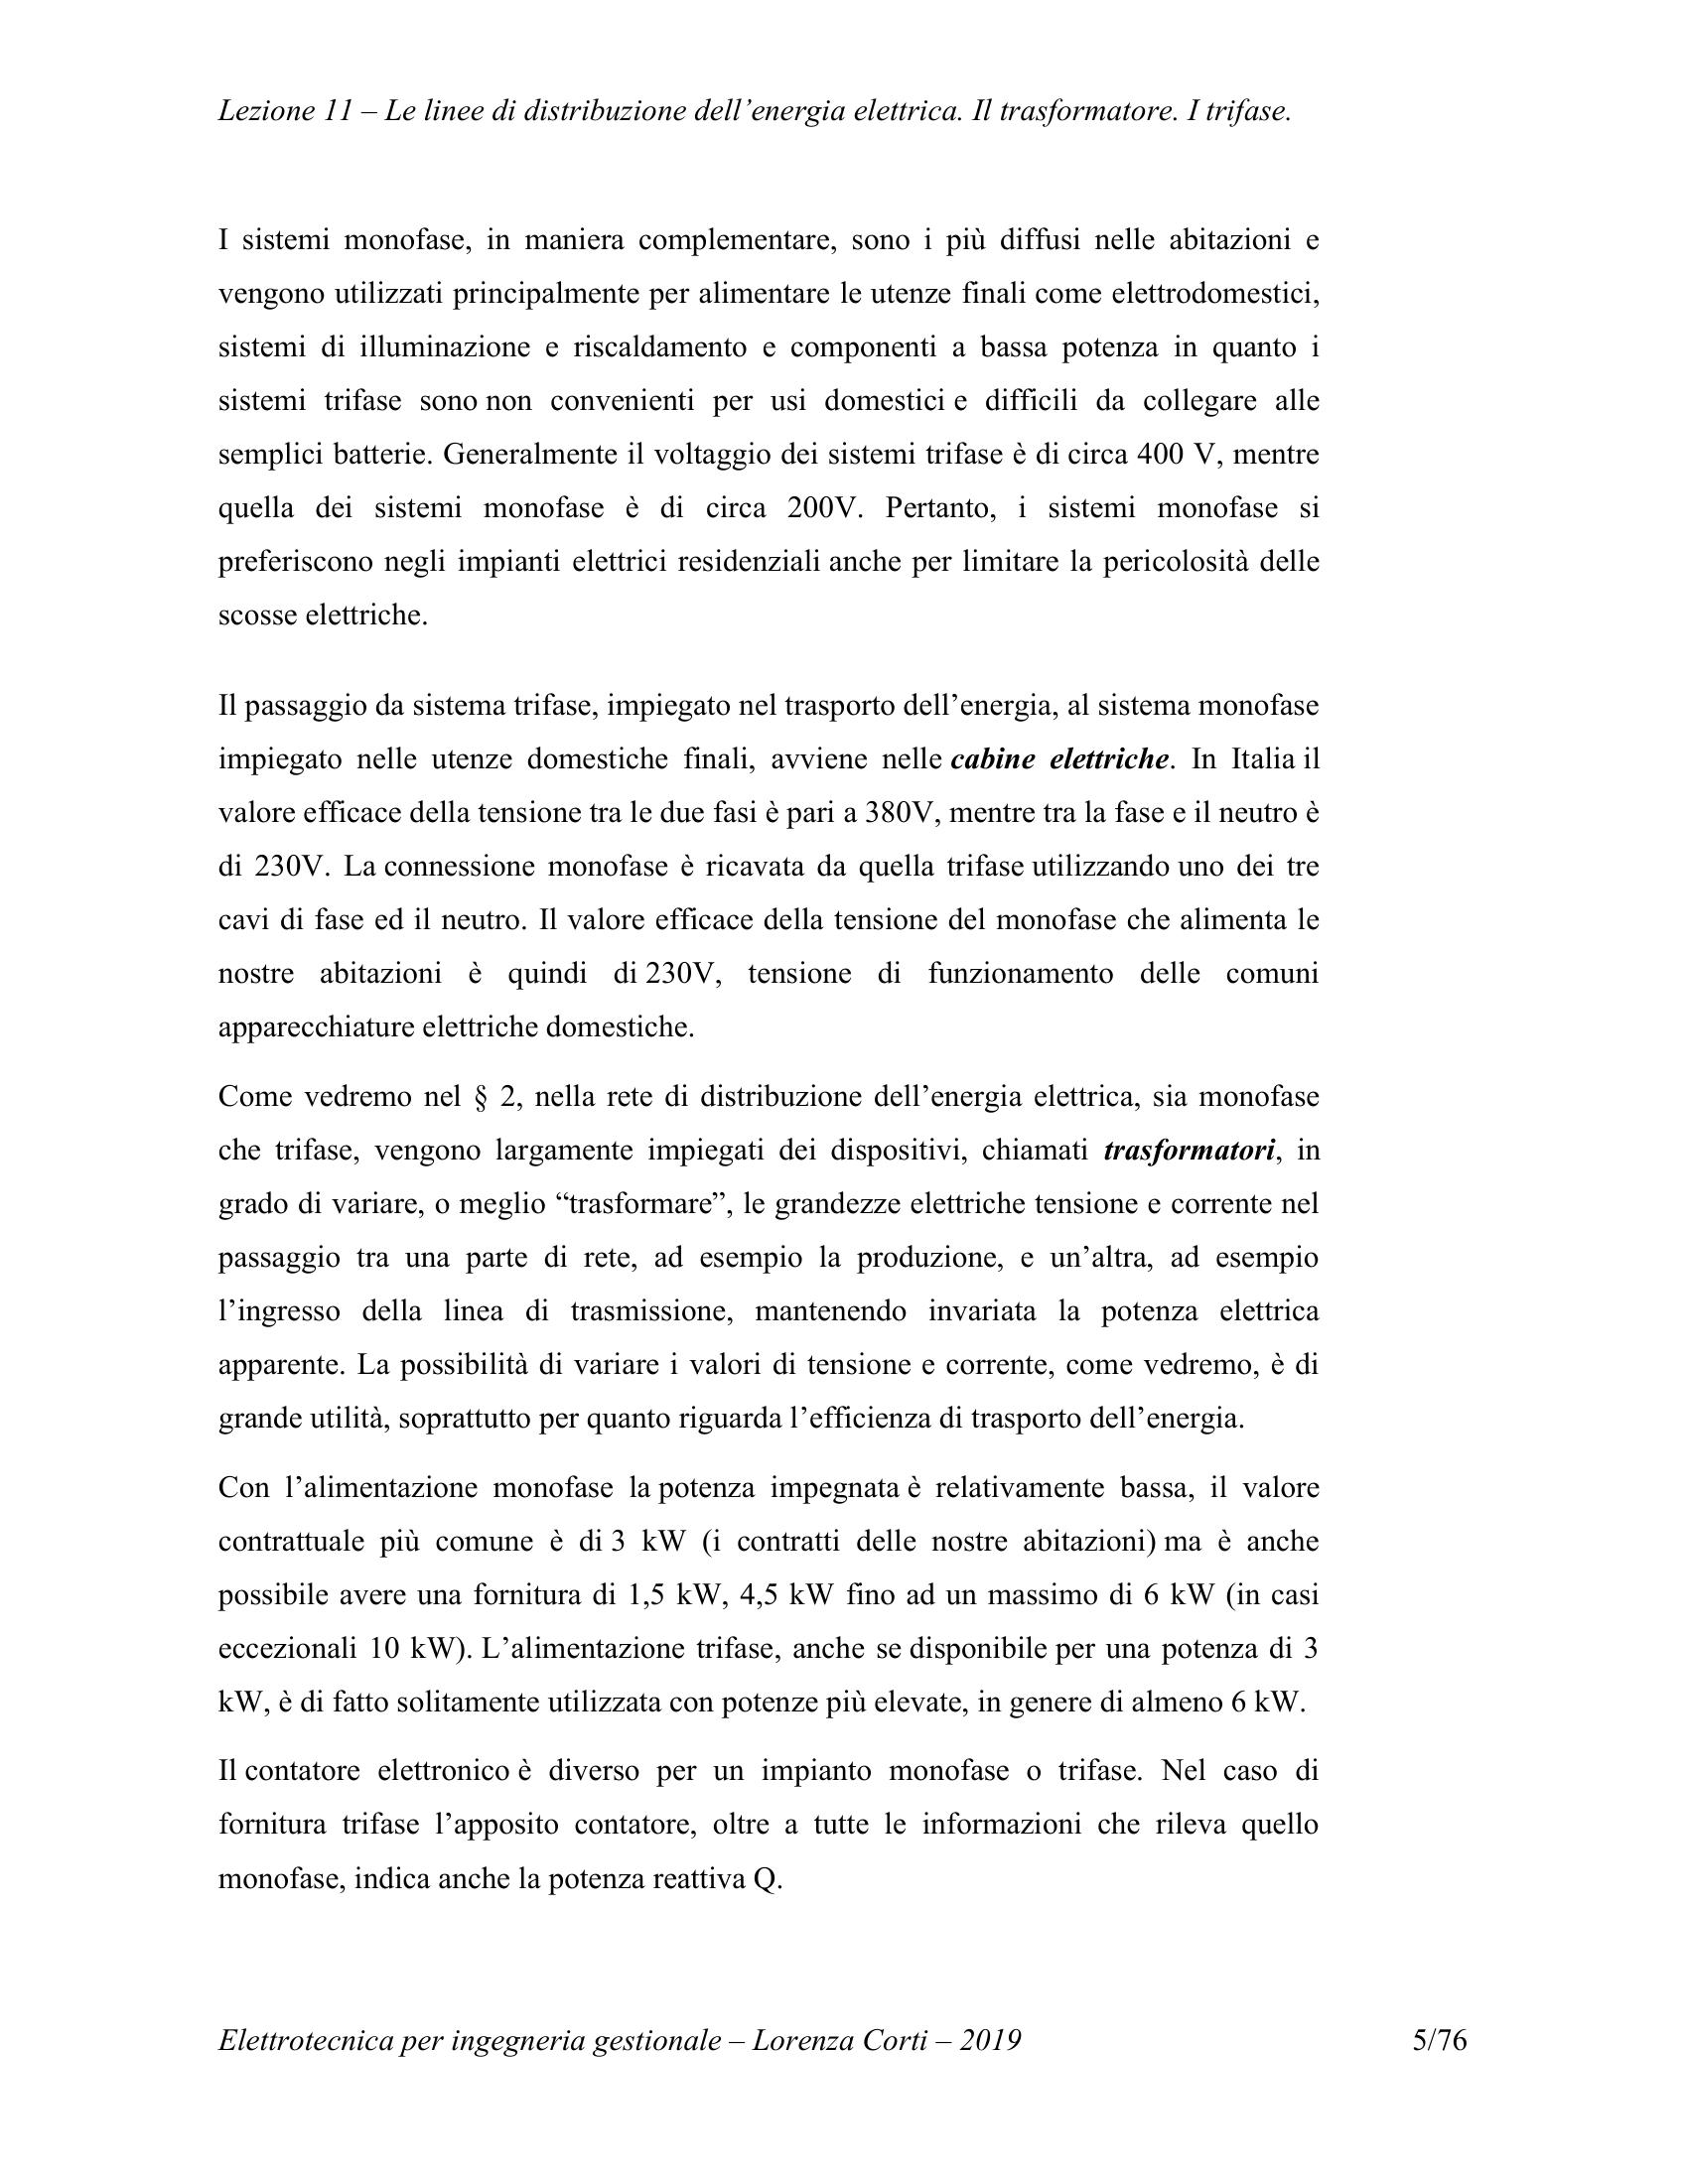 Lezione 11 – Le linee di distribuzione dell’energia elettrica. Il trasformatore. I trifase.
I sistemi monofase, in maniera complementare, sono i più diffusi nelle abitazioni e
vengono utilizzati principalmente per alimentare le utenze finali come elettrodomestici,
sistemi di illuminazione e riscaldamento e componenti a bassa potenza in quanto i
sistemi trifase sono non convenienti per usi domestici e difficili da collegare alle
semplici batterie. Generalmente il voltaggio dei sistemi trifase è di circa 400 V, mentre
quella dei sistemi monofase è di circa 200V. Pertanto, i sistemi monofase si
preferiscono negli impianti elettrici residenziali anche per limitare la pericolosità delle
scosse elettriche.
Il passaggio da sistema trifase, impiegato nel trasporto dell’energia, al sistema monofase
impiegato nelle utenze domestiche finali, avviene nelle cabine elettriche. In Italia il
valore efficace della tensione tra le due fasi è pari a 380V, mentre tra la fase e il neutro è
di 230V. La connessione monofase è ricavata da quella trifase utilizzando uno dei tre
cavi di fase ed il neutro. Il valore efficace della tensione del monofase che alimenta le
nostre abitazioni è quindi di 230V, tensione di funzionamento delle comuni
apparecchiature elettriche domestiche.
Come vedremo nel § 2, nella rete di distribuzione dell’energia elettrica, sia monofase
che trifase, vengono largamente impiegati dei dispositivi, chiamati trasformatori, in
grado di variare, o meglio “trasformare”, le grandezze elettriche tensione e corrente nel
passaggio tra una parte di rete, ad esempio la produzione, e un’altra, ad esempio
l’ingresso della linea di trasmissione, mantenendo invariata la potenza elettrica
apparente. La possibilità di variare i valori di tensione e corrente, come vedremo, è di
grande utilità, soprattutto per quanto riguarda l’efficienza di trasporto dell’energia.
Con l’alimentazione monofase la potenza impegnata è relativamente bassa, il valore
contrattuale più comune è di 3 kW (i contratti delle nostre abitazioni) ma è anche
possibile avere una fornitura di 1,5 kW, 4,5 kW fino ad un massimo di 6 kW (in casi
eccezionali 10 kW). L’alimentazione trifase, anche se disponibile per una potenza di 3
kW, è di fatto solitamente utilizzata con potenze più elevate, in genere di almeno 6 kW.
Il contatore elettronico è diverso per un impianto monofase o trifase. Nel caso di
fornitura trifase l’apposito contatore, oltre a tutte le informazioni che rileva quello
monofase, indica anche la potenza reattiva Q.
Elettrotecnica per ingegneria gestionale – Lorenza Corti – 2019 5/76